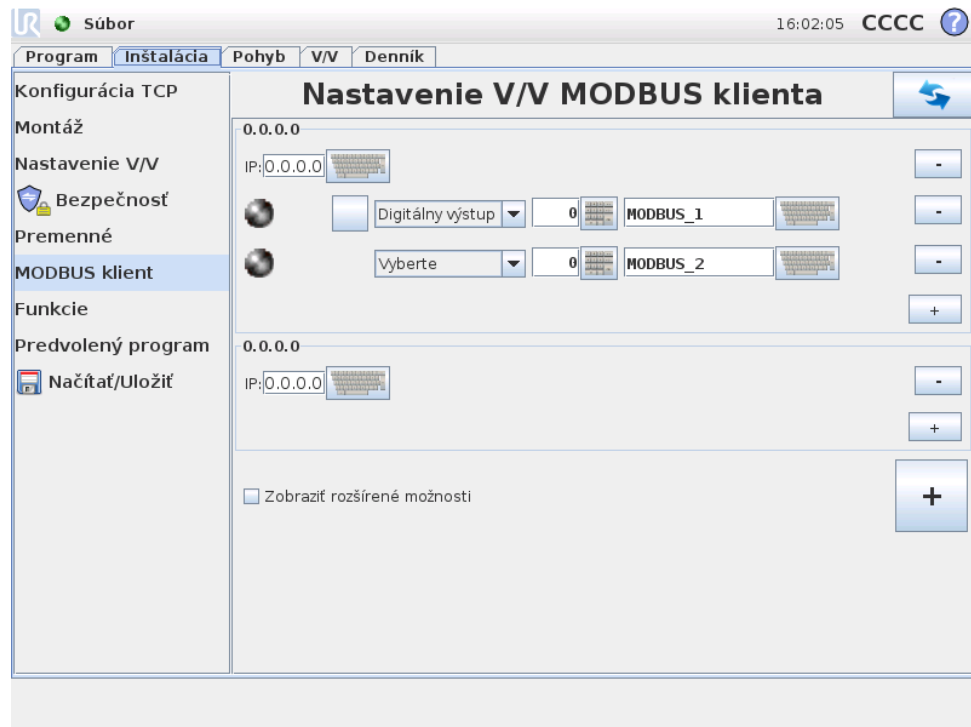 UR Súbor 16:02:05 CCCC ?
Program Inštalácia Pohyb V/V Denník
Konfigurácia TCP
Montáž
Nastavenie V/V
Bezpečnosť
Premenné
MODBUS klient
Funkcie
Predvolený program
Načítať/Uložiť
Nastavenie V/V MODBUS klienta
0.0.0.0
IP: 0.0.0.0 -
Digitálny výstup 0 MODBUS_1 -
Vyberte 0 MODBUS_2 -
+
0.0.0.0
IP: 0.0.0.0 -
+
Zobraziť rozšírené možnosti +